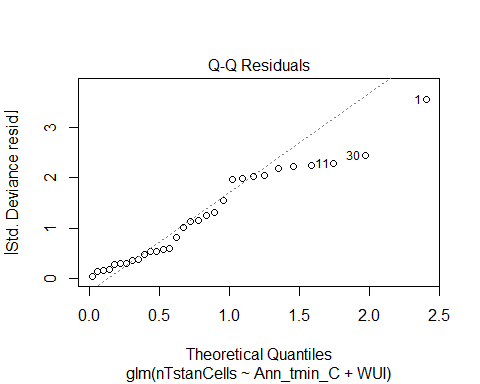 Q-Q Residuals
|Std. Deviance resid.|
3
2
1
0
1
30
11
0.0 0.5 1.0 1.5 2.0 2.5
Theoretical Quantiles
glm(nTstanCells ~ Ann_tmin_C + WUI)